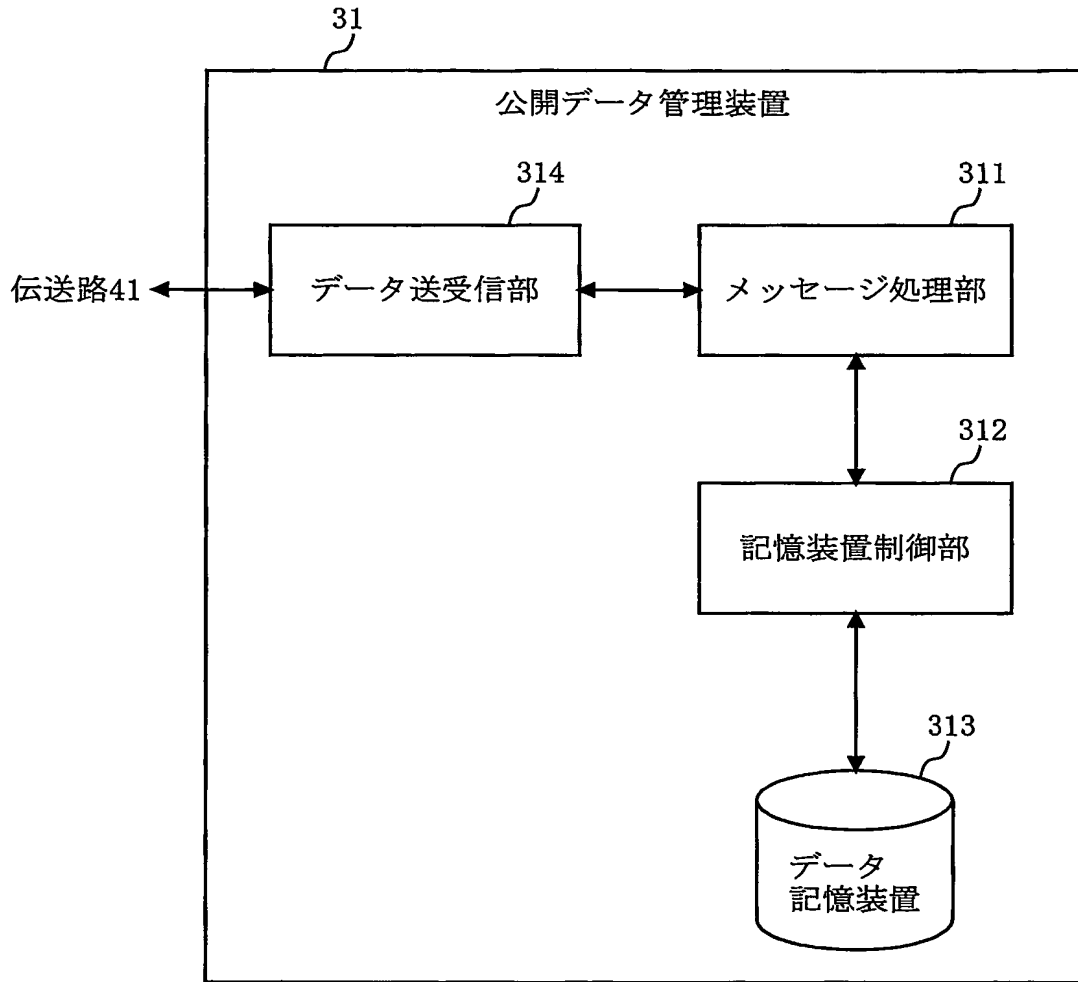 31
公開データ管理装置
314
311
伝送路41
データ送受信部
メッセージ処理部
312
記憶装置制御部
313
データ
記憶装置